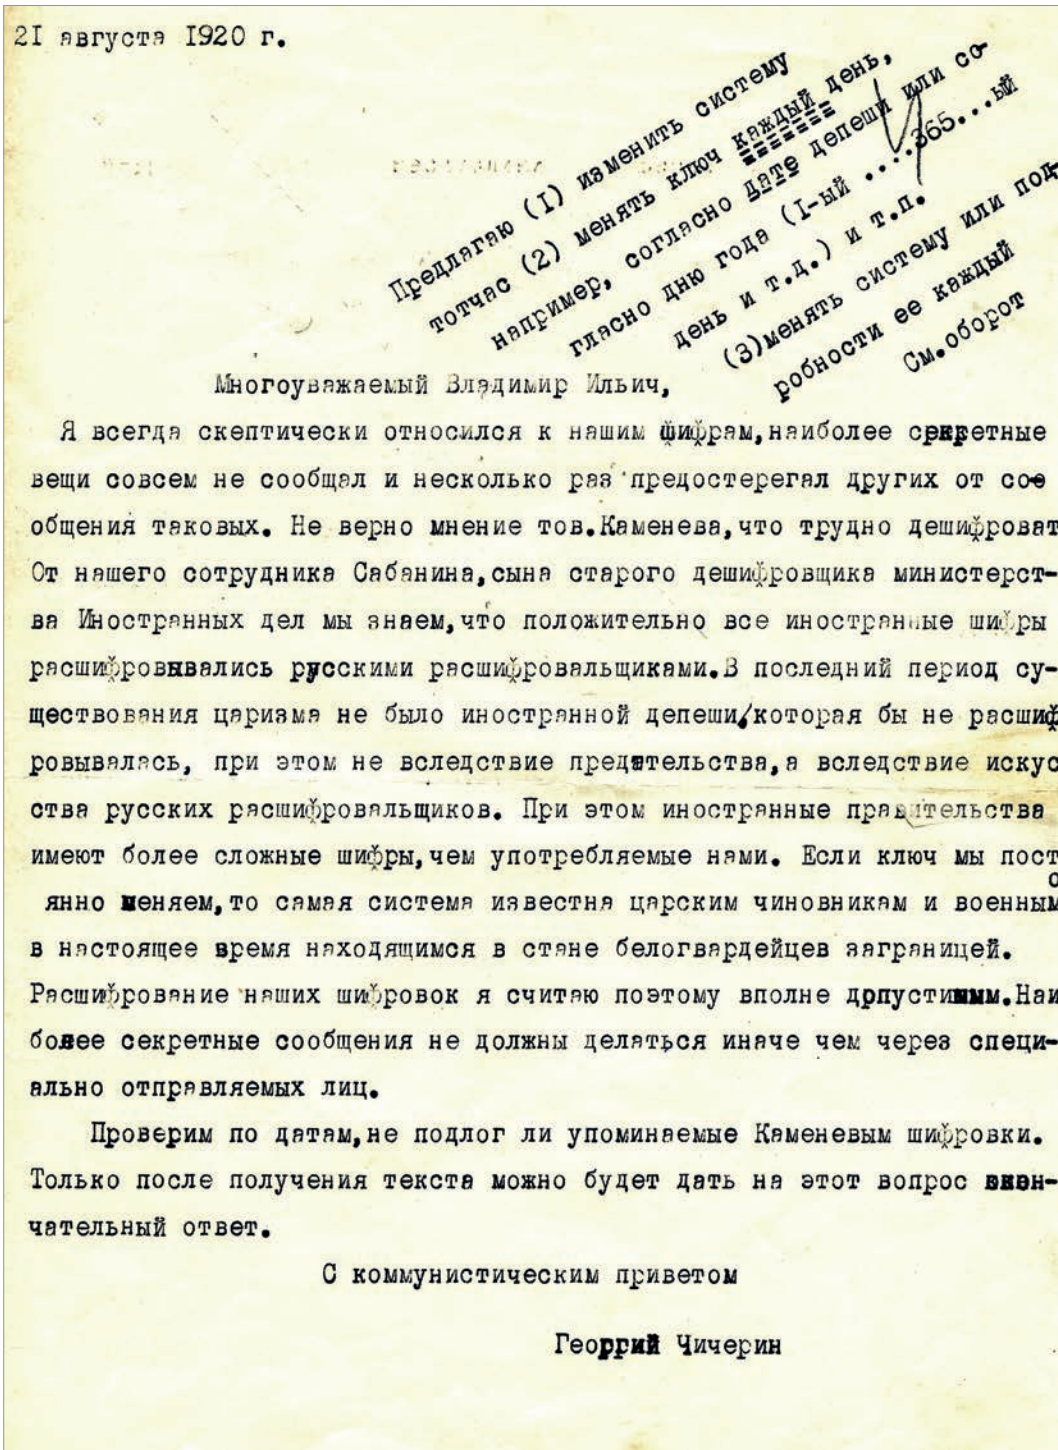 21 августа 1920 г.
Предлагаю (1) изменить систему
тотчас (2) менять ключ каждый день,
например, согласно дате депеши или со-
гласно дню года (1-ый ....365...ый
день и т.д.) и т.п.
(3)менять систему или под-
робности ее каждый
См.оборот
Многоуважаемый Владимир Ильич,
Я всегда скептически относился к нашим шифрам,наиболее секретные
вещи совсем не сообщал и несколько раз предостерегал других от соо
общения таковых. Не верно мнение тов.Каменева,что трудно дешифроват
От нашего сотрудника Сабанина,сына старого дешифровщика министерст-
ва Иностранных дел мы знаем,что положительно все иностранные шифры
расшифровывались русскими расшифровальщиками.В последний период су-
ществования царизма не было иностранной депеши,которая бы не расшиф
ровывалась, при этом не вследствие предательства,а вследствие искус
ства русских расшифровальщиков. При этом иностранные правительства
имеют более сложные шифры,чем употребляемые нами. Если ключ мы пост
о
янно меняем,то самая система известна царским чиновникам и военным
в настоящее время находящимся в стане белогвардейцев заграницей.
Расшифрование наших шифровок я считаю поэтому вполне допустимым.Наи
более секретные сообщения не должны делаться иначе чем через специ-
ально отправляемых лиц.
Проверим по датам,не подлог ли упоминаемые Каменевым шифровки.
Только после получения текста можно будет дать на этот вопрос окон-
чательный ответ.
С коммунистическим приветом
Георгий Чичерин